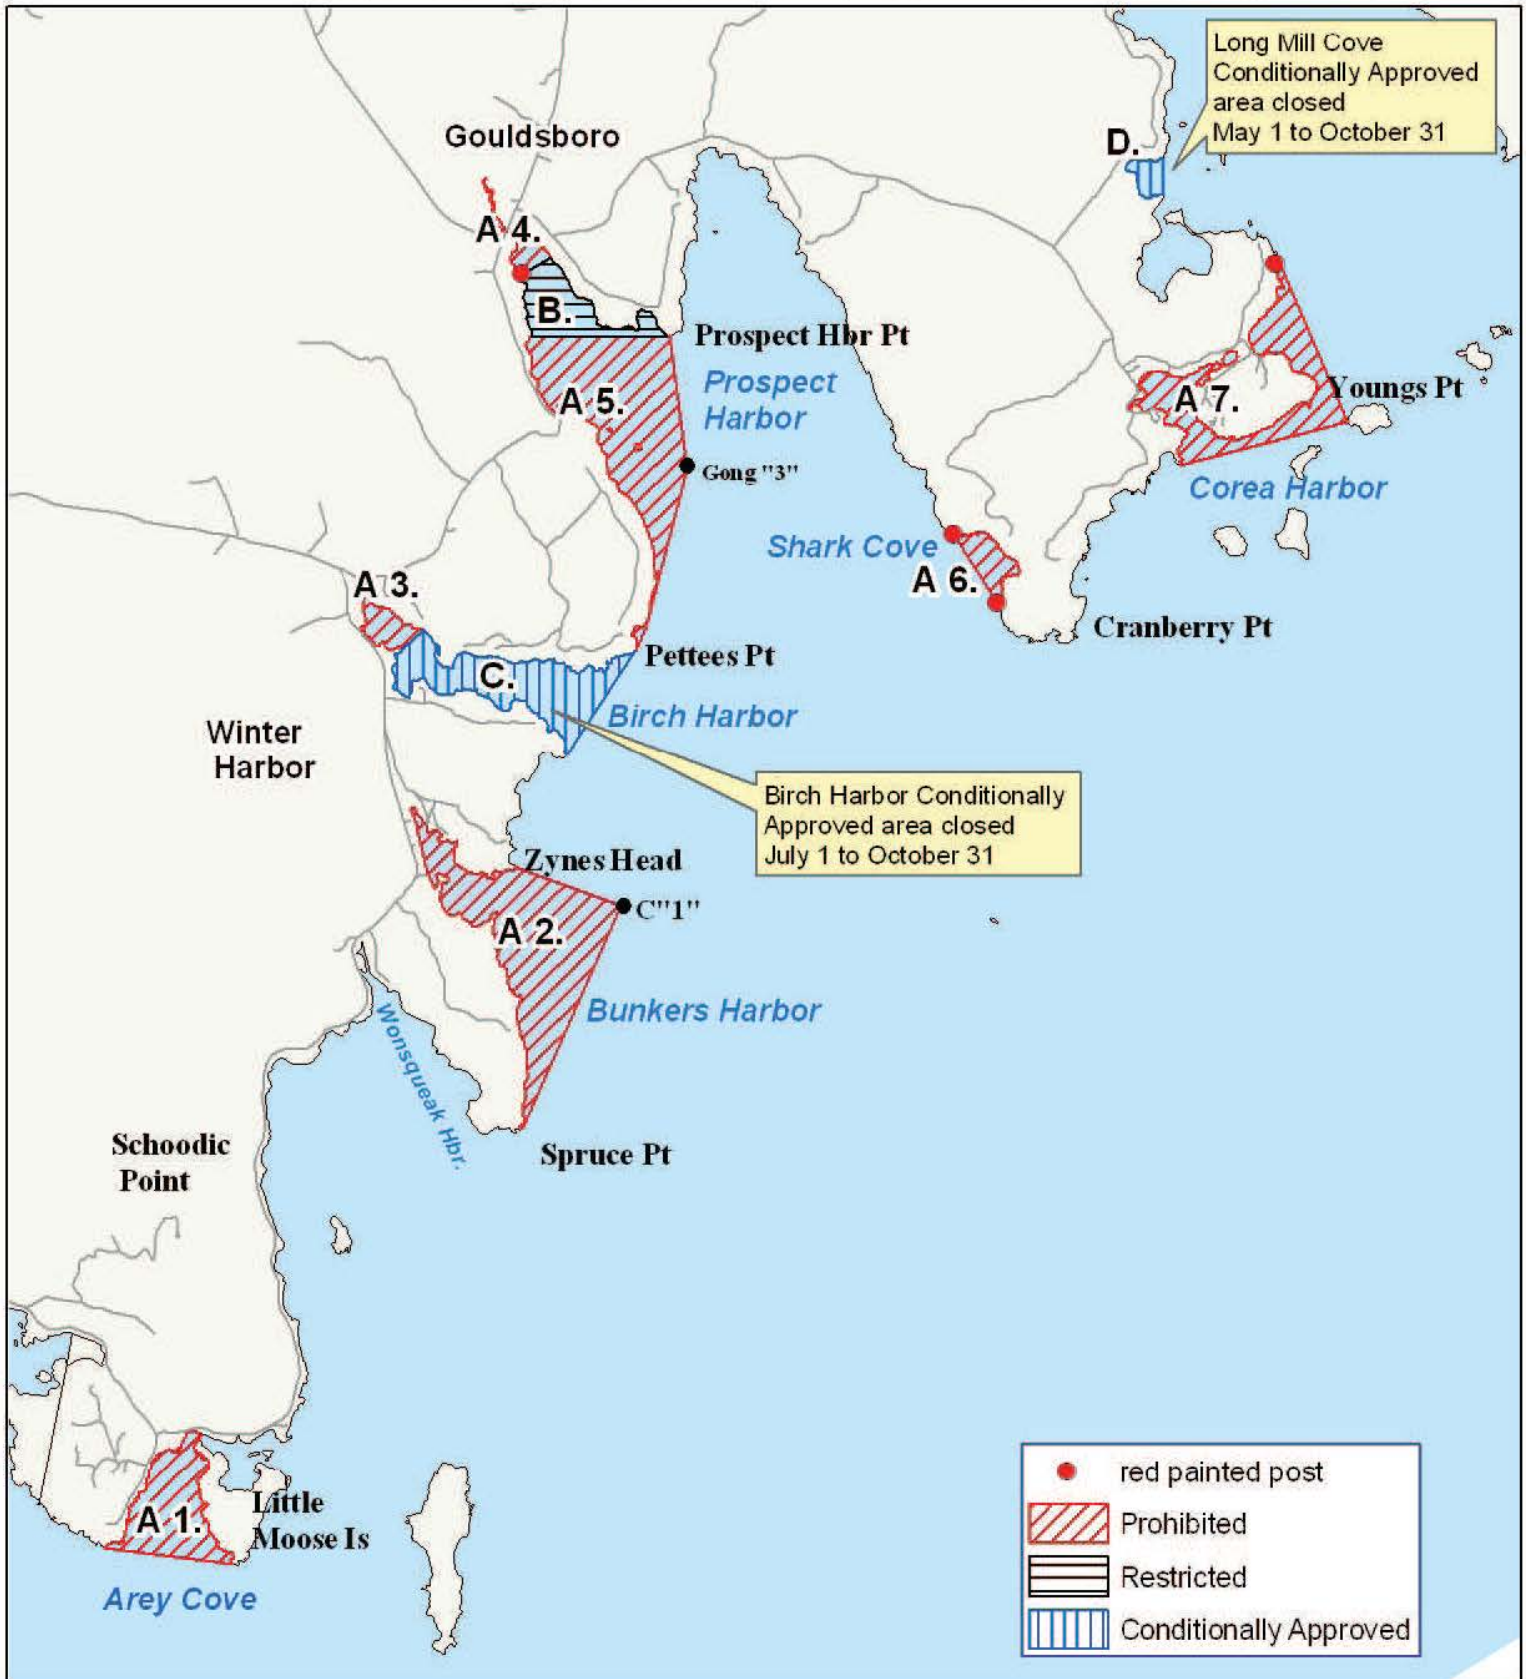 Long Mill Cove
Conditionally Approved
area closed
May 1 to October 31
Gouldsboro
D.
A 4.
B.
Prospect Hbr Pt
Prospect
Harbor
A 5.
Youngs Pt
A 7.
Gong "3"
Corea Harbor
Shark Cove
A 6.
A 3.
Cranberry Pt
Pettees Pt
C.
Birch Harbor
Winter
Harbor
Birch Harbor Conditionally
Approved area closed
July 1 to October 31
Zynes Head
C"1"
A 2.
Bunkers Harbor
Wonsqueak Hbr.
Schoodic
Point
Spruce Pt
Little
Moose Is
A 1.
Arey Cove
red painted post
Prohibited
Restricted
Conditionally Approved